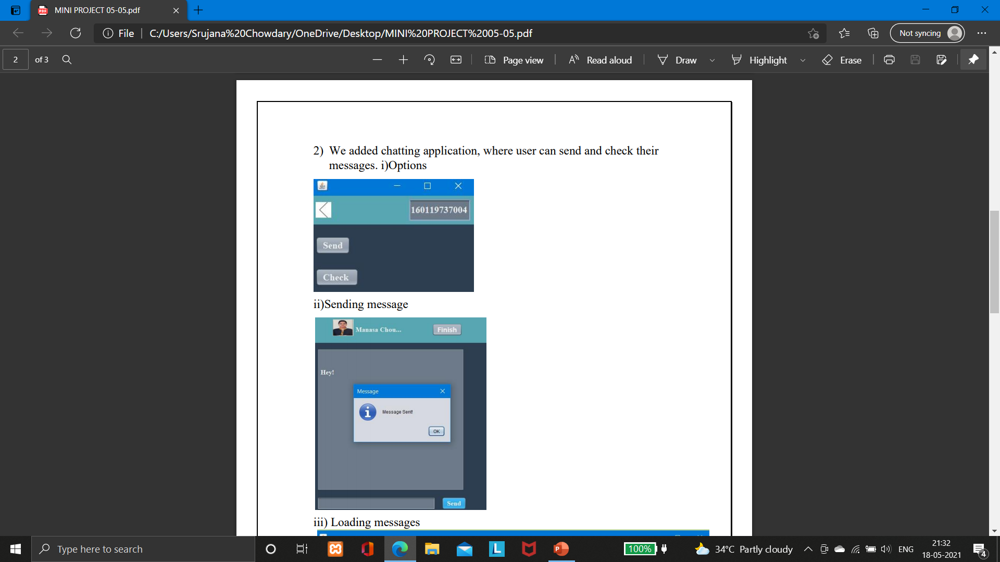 MINI PROJECT 05-05.pdf
File
C:/Users/Srujana%20Chowdary/OneDrive/Desktop/MINI%20PROJECT%2005-05.pdf
Not syncing
2 of 3
Page view
Read aloud
Draw
Highlight
Erase
2) We added chatting application, where user can send and check their
messages. i)Options
160119737004
Send
Check
ii)Sending message
Manasa Chou...
Finish
Hey!
Message
Message Sent!
OK
Send
iii) Loading messages
Type here to search
100%
34°C Partly cloudy
ENG
21:32
18-05-2021
4